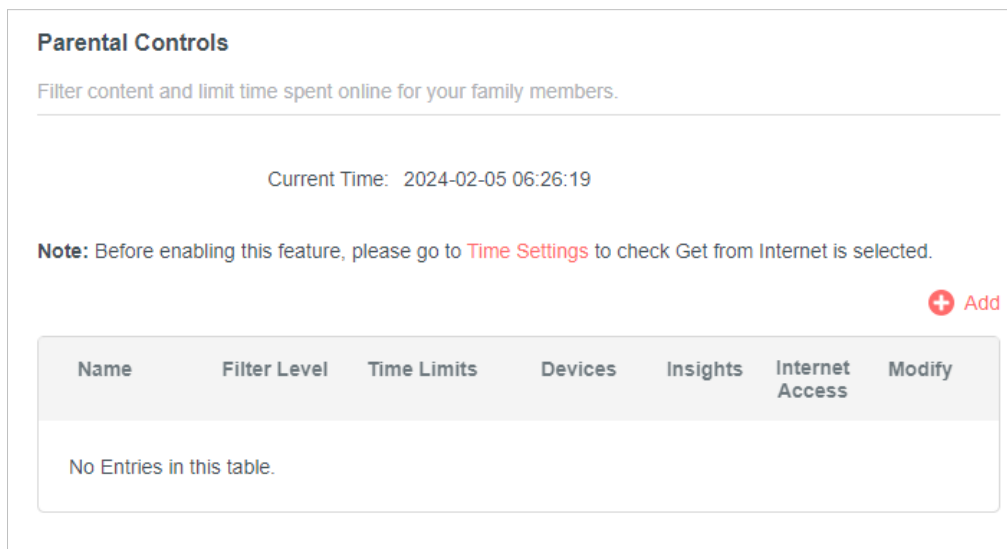 Parental Controls
Filter content and limit time spent online for your family members.
Current Time: 2024-02-05 06:26:19
Note: Before enabling this feature, please go to Time Settings to check Get from Internet is selected.
Add
Name Filter Level Time Limits Devices Insights Internet Access Modify
No Entries in this table.